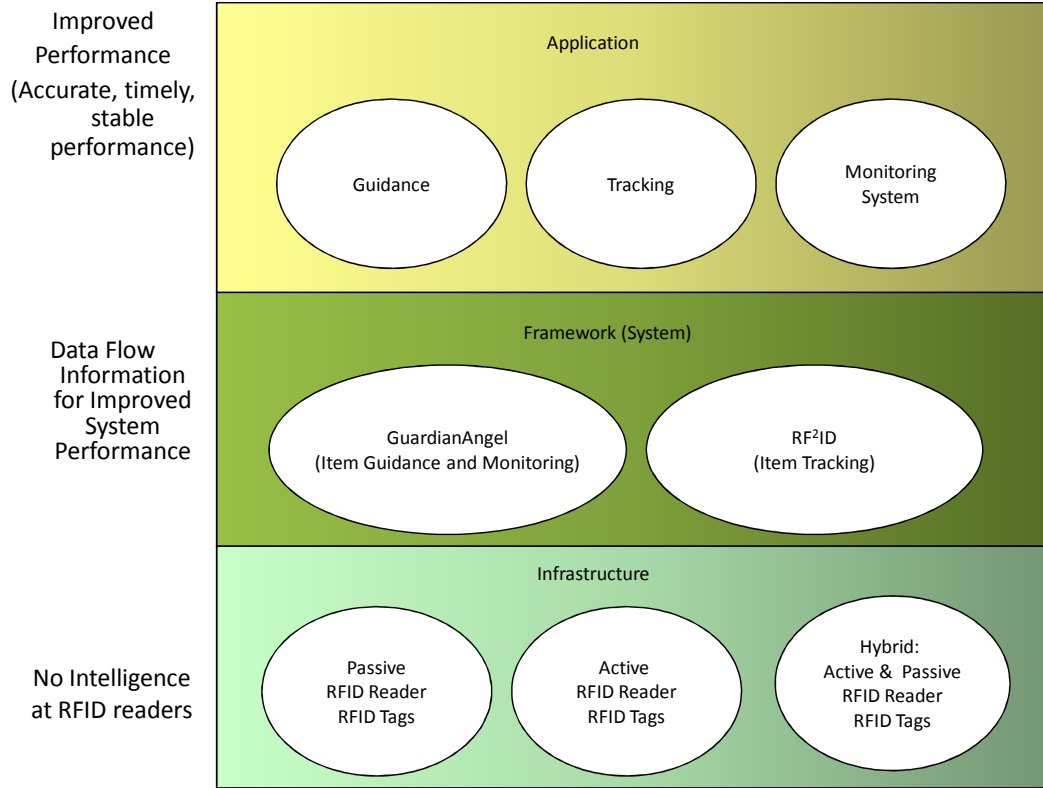 Improved
Performance
(Accurate, timely,
stable
performance)
Application
Guidance
Tracking
Monitoring
System
Data Flow
Information
for Improved
System
Performance
Framework (System)
GuardianAngel
(Item Guidance and Monitoring)
RF²ID
(Item Tracking)
No Intelligence
at RFID readers
Infrastructure
Passive
RFID Reader
RFID Tags
Active
RFID Reader
RFID Tags
Hybrid:
Active & Passive
RFID Reader
RFID Tags